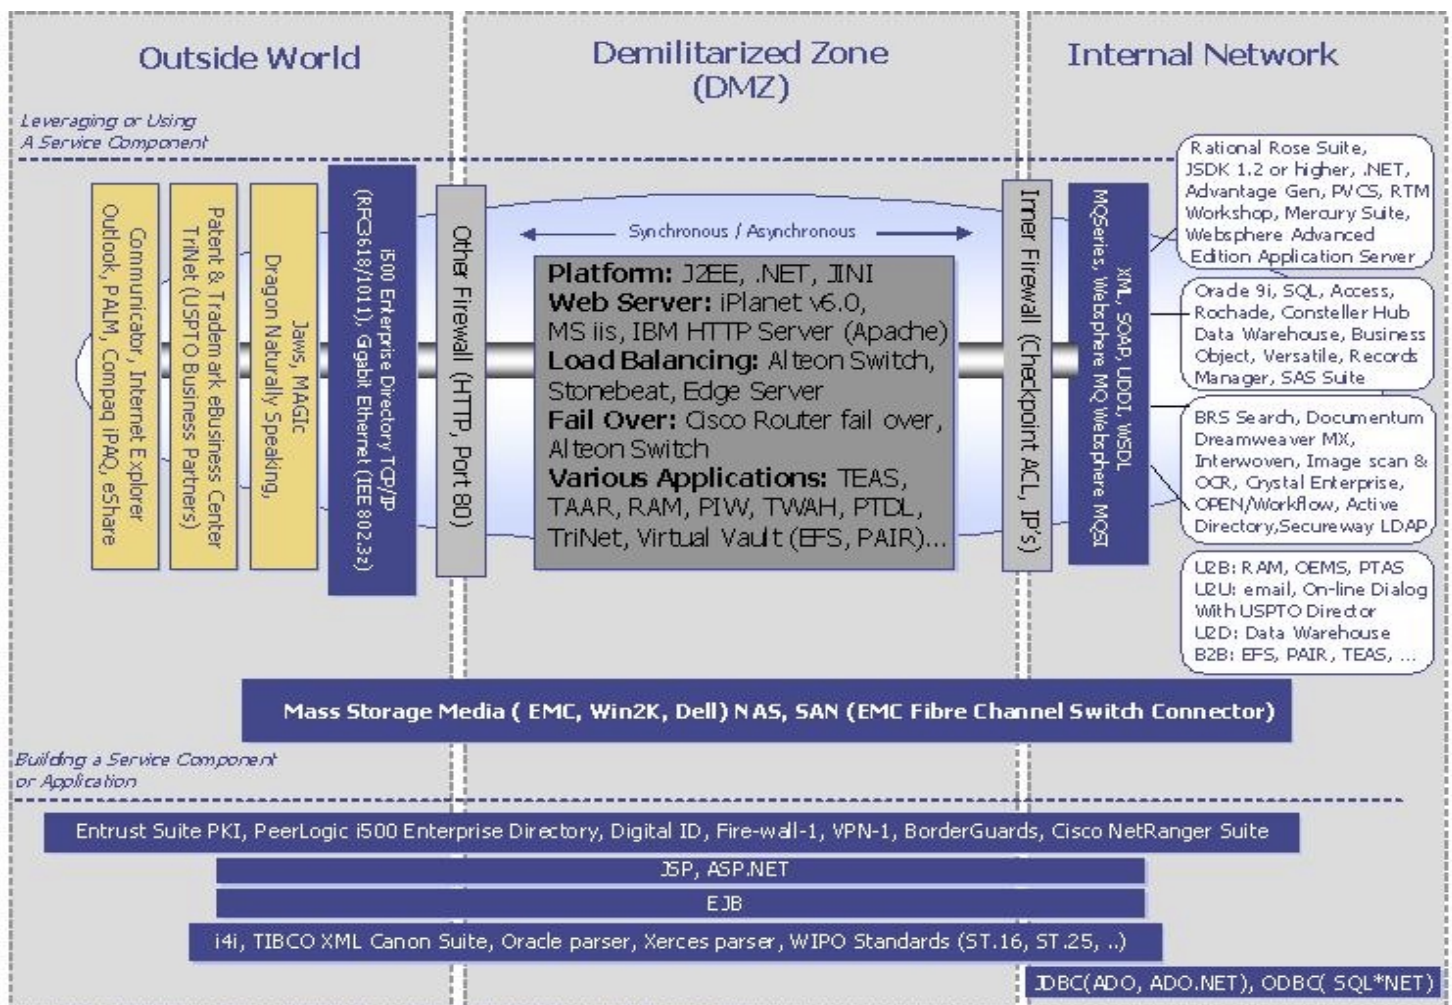 Outside World
Demilitarized Zone
(DMZ)
Internal Network
Leveraging or Using
A Service Component
Communicator, Internet Explorer
Outlook, PALM, Compaq iPAQ, eShare
Patent & Trademark eBusiness Center
TriNet (USPTO Business Partners)
Jaws, MAGIc
Dragon Naturally Speaking,
i500 Enterprise Directory TCP/IP
(RFC3618/1011), Gigabit Ethernet (IEE 802.3z)
Other Firewall (HTTP, Port 80)
Synchronous / Asynchronous
Platform: J2EE, .NET, JINI
Web Server: iPlanet v6.0,
MS iis, IBM HTTP Server (Apache)
Load Balancing: Alteon Switch,
Stonebeat, Edge Server
Fail Over: Cisco Router fail over,
Alteon Switch
Various Applications: TEAS,
TAAR, RAM, PIW, TWAH, PTDL,
TriNet, Virtual Vault (EFS, PAIR)...
Inner Firewall (Checkpoint ACL, IP's)
XML, SOAP, UDDI, WSDL
MQSeries, Websphere MQ Websphere MQSI
Rational Rose Suite,
JSDK 1.2 or higher, .NET,
Advantage Gen, PVCS, RTM
Workshop, Mercury Suite,
Websphere Advanced
Edition Application Server
Oracle 9i, SQL, Access,
Rochade, Consteller Hub
Data Warehouse, Business
Object, Versatile, Records
Manager, SAS Suite
BRS Search, Documentum
Dreamweaver MX,
Interwoven, Image scan &
OCR, Crystal Enterprise,
OPEN/Workflow, Active
Directory,Secureway LDAP
U2B: RAM, OEMS, PTAS
U2U: email, On-line Dialog
With USPTO Director
U2D: Data Warehouse
B2B: EFS, PAIR, TEAS, ...
Mass Storage Media ( EMC, Win2K, Dell) NAS, SAN (EMC Fibre Channel Switch Connector)
Building a Service Component
or Application
Entrust Suite PKI, PeerLogic i500 Enterprise Directory, Digital ID, Fire-wall-1, VPN-1, BorderGuards, Cisco NetRanger Suite
JSP, ASP.NET
EJB
i4i, TIBCO XML Canon Suite, Oracle parser, Xerces parser, WIPO Standards (ST.16, ST.25, ..)
JDBC(ADO, ADO.NET), ODBC( SQL*NET)